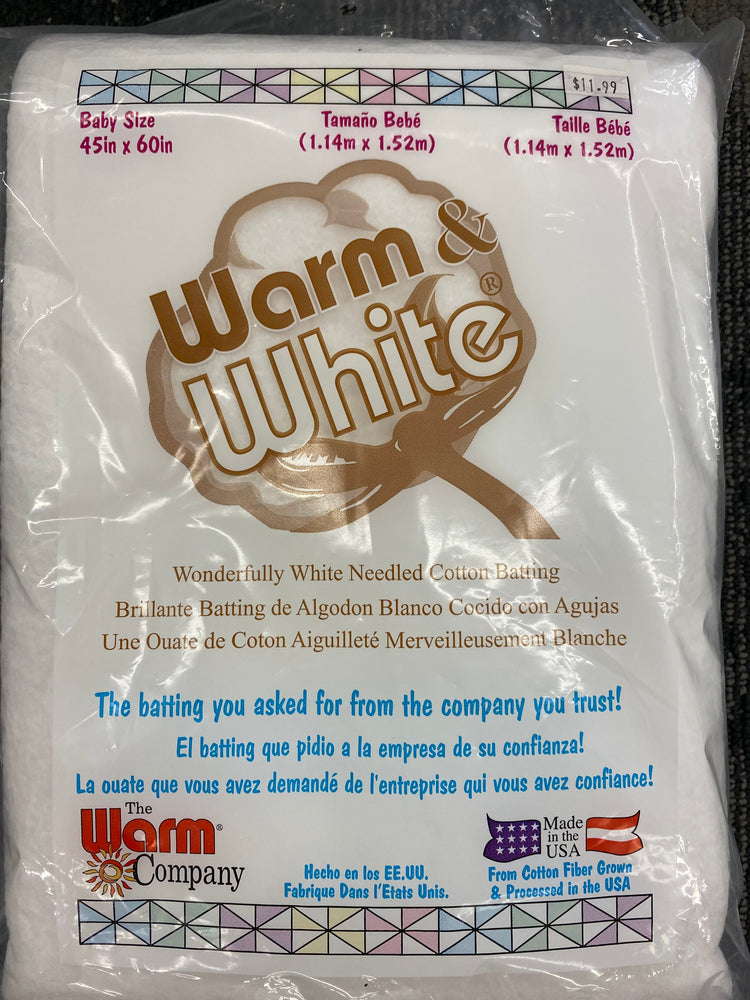 $11.99
Baby Size
45in x 60in
Tamaño Bebé
(1.14m x 1.52m)
Taille Bébé
(1.14m x 1.52m)
Warm &
White®
Wonderfully White Needled Cotton Batting
Brillante Batting de Algodon Blanco Cocido con Agujas
Une Ouate de Coton Aiguilleté Merveilleusement Blanche
The batting you asked for from the company you trust!
El batting que pidio a la empresa de su confianza!
La ouate que vous avez demandé de l'entreprise qui vous avez confiance!
The
Warm®
Company
Hecho en los EE.UU.
Fabrique Dans l'Etats Unis.
Made
in the
USA
From Cotton Fiber Grown
& Processed in the USA